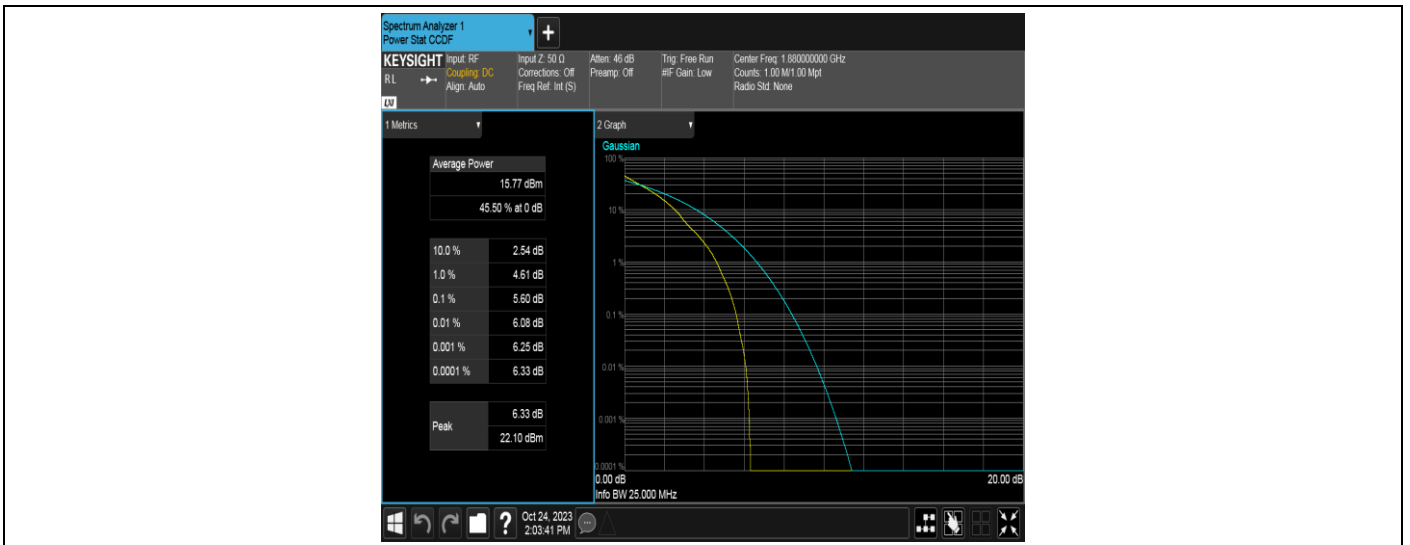 Spectrum Analyzer 1
Power Stat CCDF
+
KEYSIGHT
RL
LXI
Input: RF
Coupling: DC
Align: Auto
Input Z: 50 Ω
Corrections: Off
Freq Ref: Int (S)
Atten: 46 dB
Preamp: Off
Trig: Free Run
#IF Gain: Low
Center Freq: 1.880000000 GHz
Counts: 1.00 M/1.00 Mpt
Radio Std: None
1 Metrics
Average Power
15.77 dBm
45.50 % at 0 dB
10.0 % 2.54 dB
1.0 % 4.61 dB
0.1 % 5.60 dB
0.01 % 6.08 dB
0.001 % 6.25 dB
0.0001 % 6.33 dB
Peak
6.33 dB
22.10 dBm
2 Graph
Gaussian
100 %
10 %
1 %
0.1 %
0.01 %
0.001 %
0.0001 %
0.00 dB
20.00 dB
Info BW 25.000 MHz
?
Oct 24, 2023
2:03:41 PM